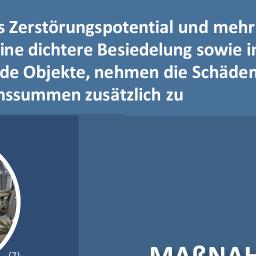 s Zerstörungspotential und mehr
ine dichtere Besiedelung sowie in
de Objekte, nehmen die Schäden
nssummen zusätzlich zu
(7)
MAẞNAH